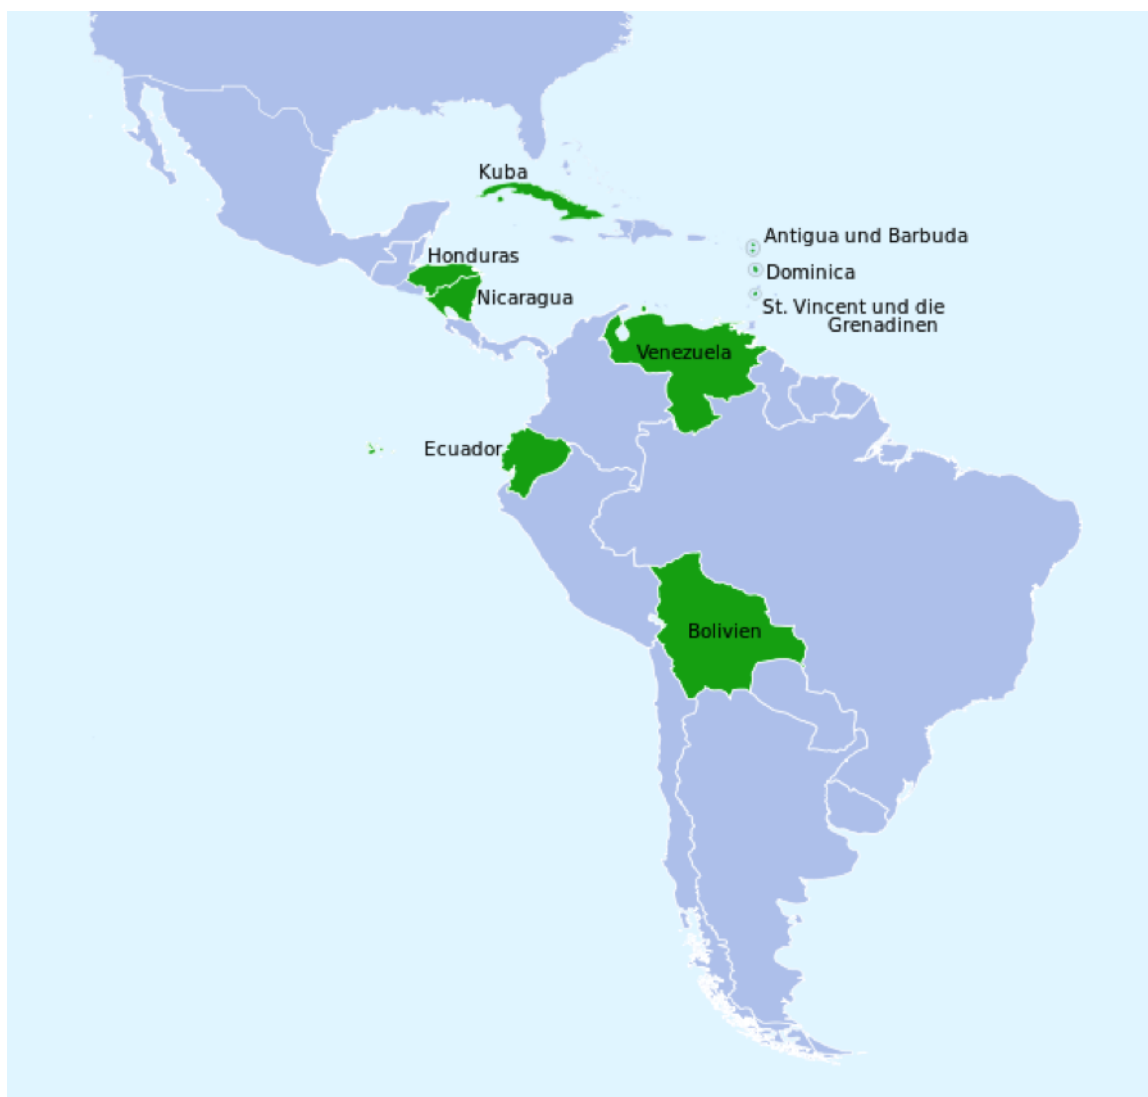 Kuba
Antigua und Barbuda
Honduras
Dominica
Nicaragua
St. Vincent und die
Grenadinen
Venezuela
Ecuador
Bolivien